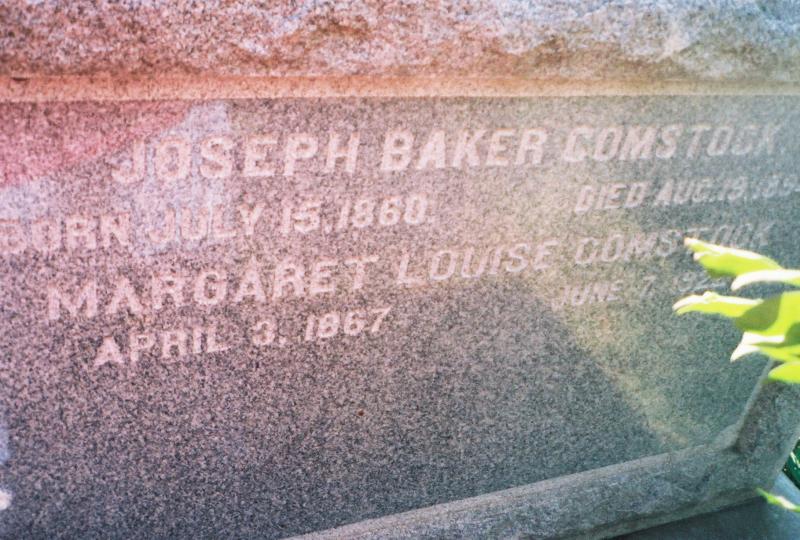 JOSEPH BAKER COMSTOCK
BORN JULY 15, 1860. DIED AUG. 19,
MARGARET LOUISE COMSTOCK
APRIL 3, 1867 JUNE 7,